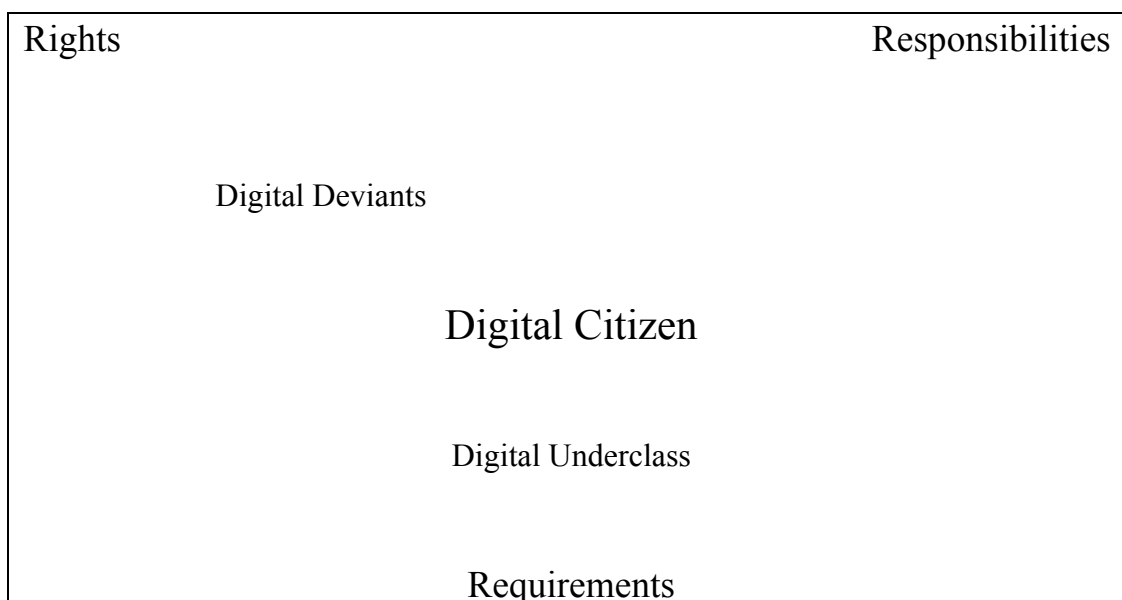 Rights Responsibilities
Digital Deviants
Digital Citizen
Digital Underclass
Requirements